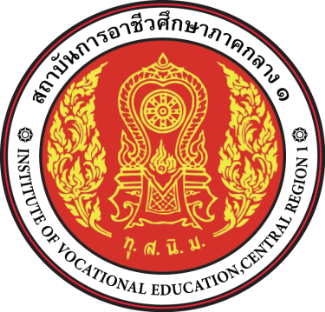 สถาบันการอาชีวศึกษาภาคกลาง ๑
ทุ. ส. นิ. ม.
INSTITUTE OF VOCATIONAL EDUCATION,CENTRAL REGION 1